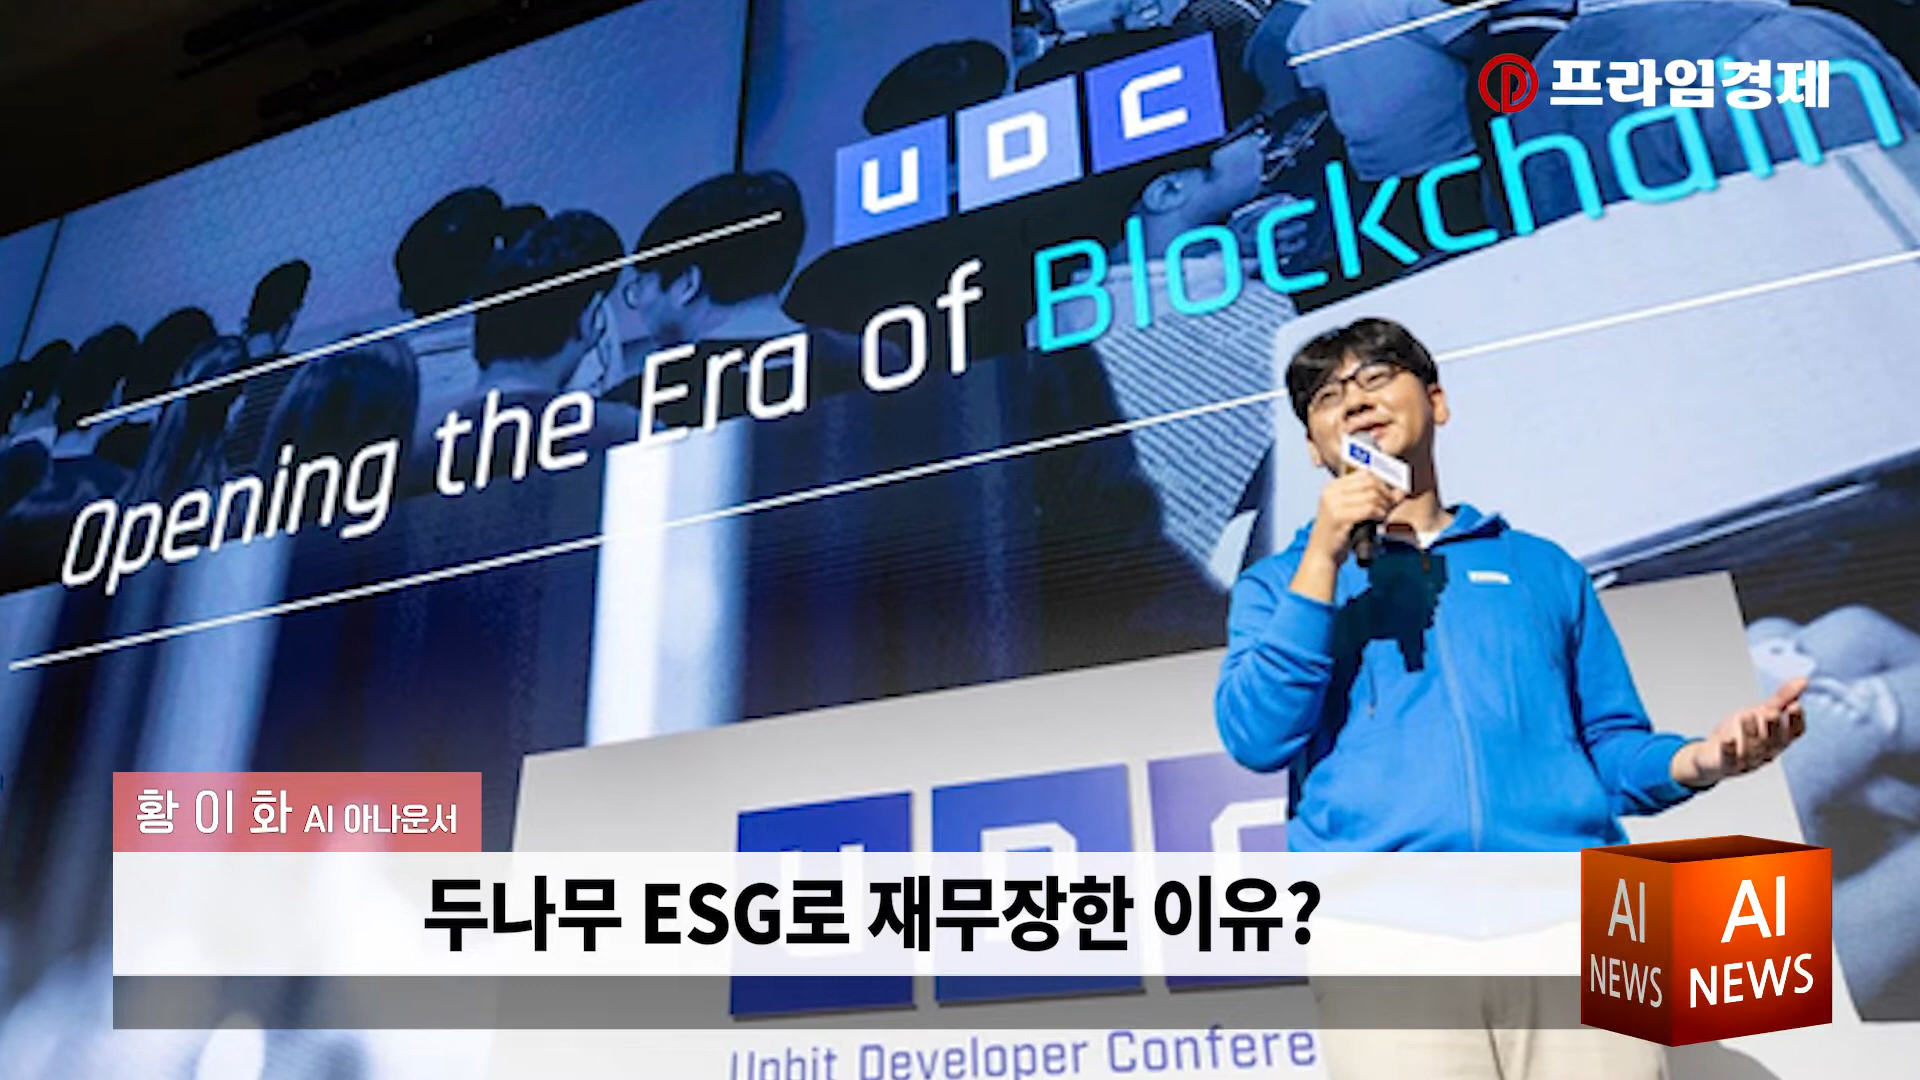 프라임경제
UDC
Opening the Era of Blockchain
황이화 AI 아나운서
두나무 ESG로 재무장한 이유?
AI NEWS
AI NEWS
UDC
Upbit Developer Confere